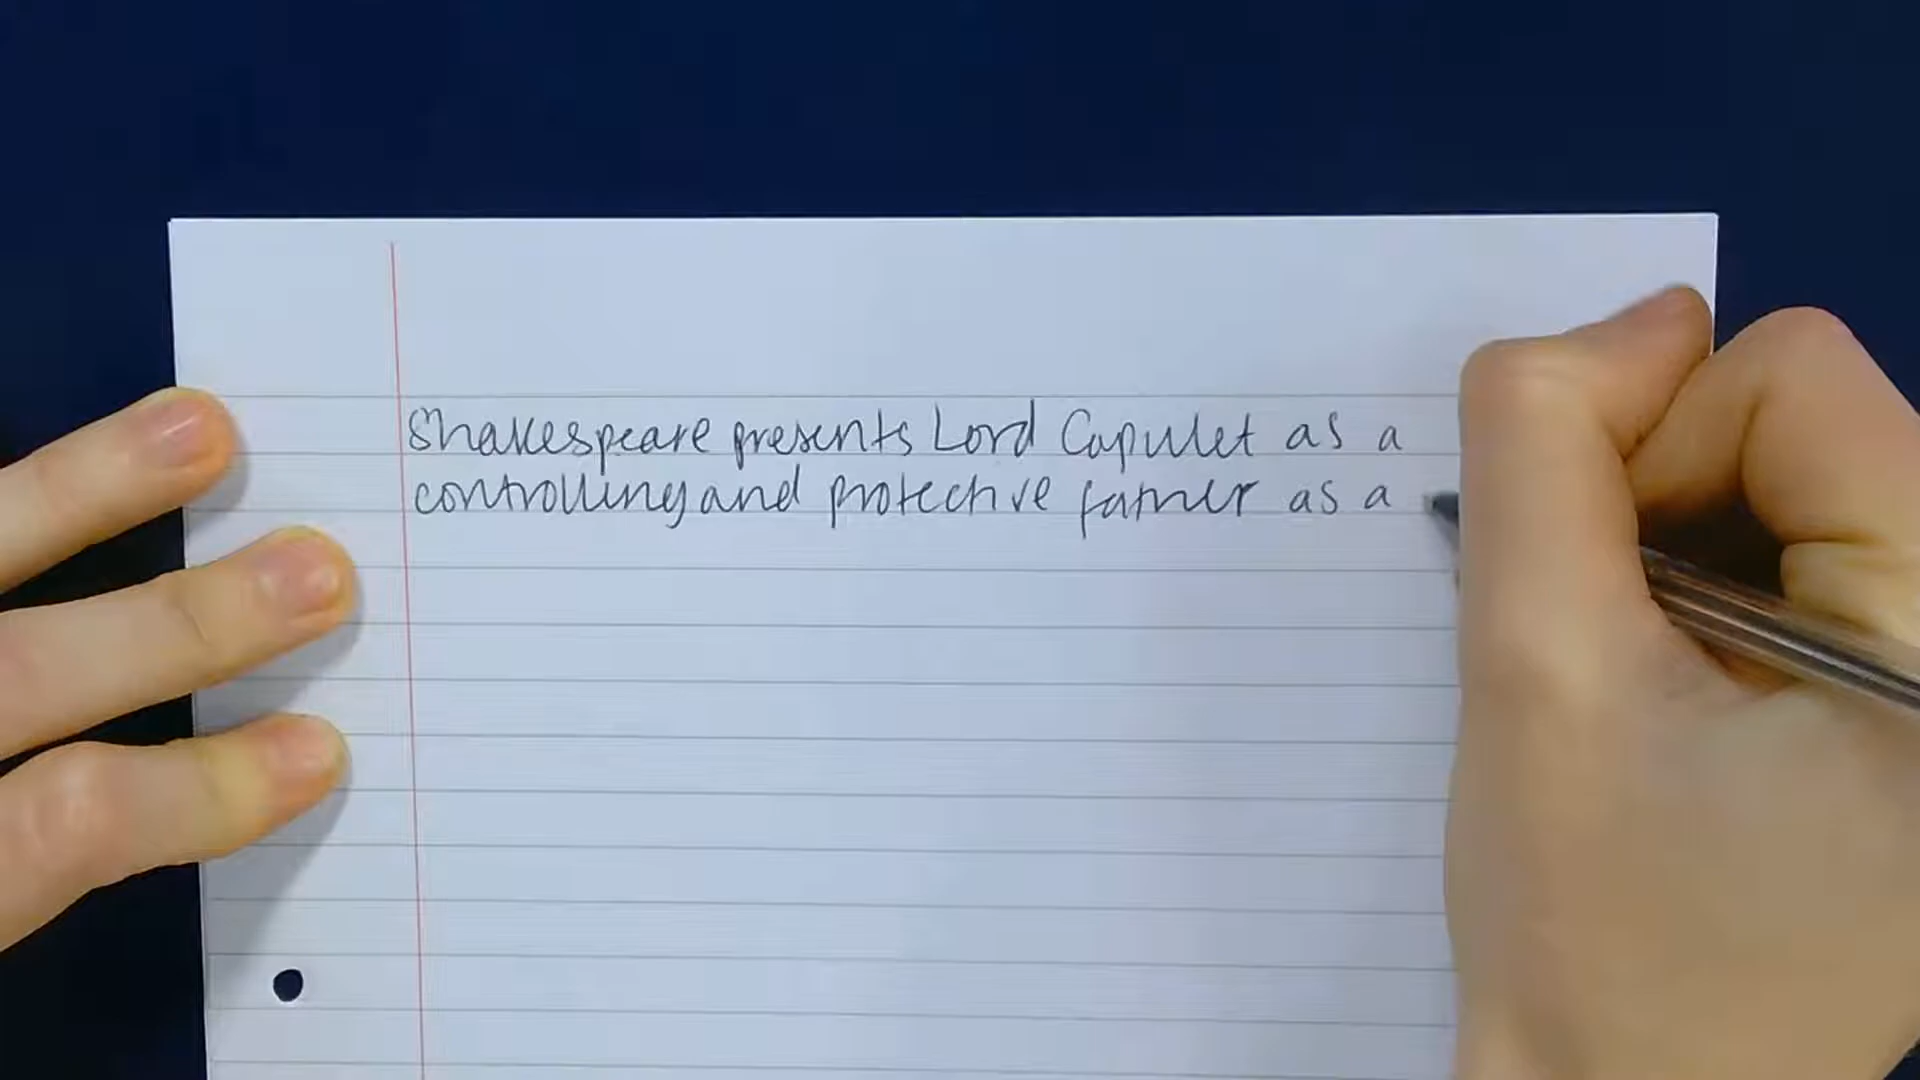 Shakespeare presents Lord Capulet as a
controlling and protective father as a